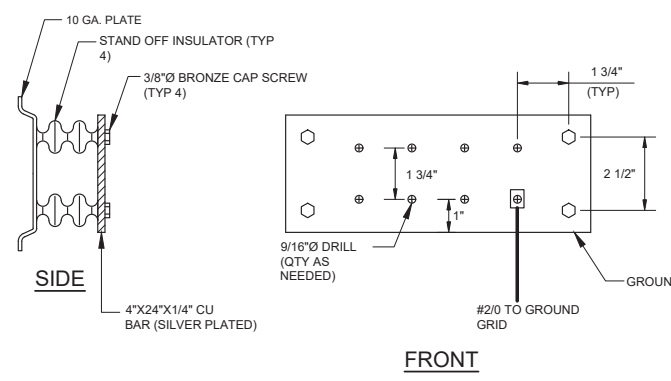 10 GA. PLATE
STAND OFF INSULATOR (TYP
4)
3/8"Ø BRONZE CAP SCREW
(TYP 4)
SIDE
4"X24"X1/4" CU
BAR (SILVER PLATED)
1 3/4"
(TYP)
2 1/2"
1 3/4"
1"
9/16"Ø DRILL
(QTY AS
NEEDED)
GROUN
#2/0 TO GROUND
GRID
FRONT